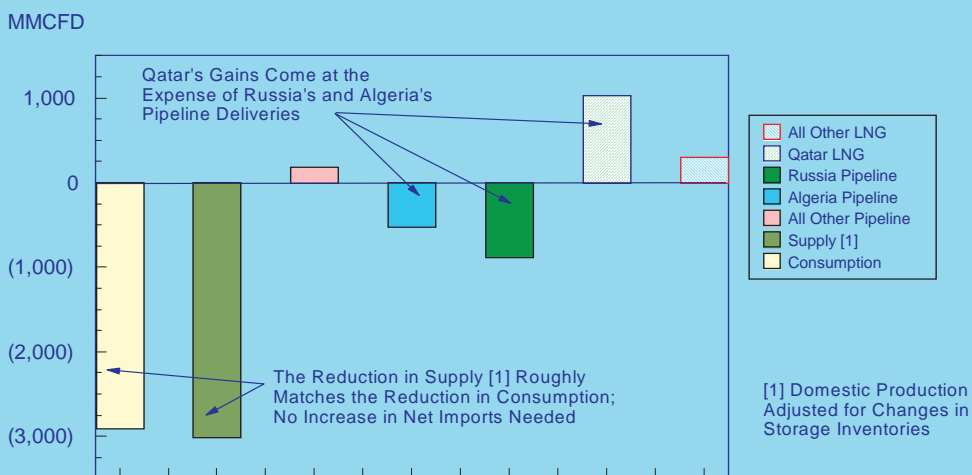 MMCFD
Qatar's Gains Come at the
Expense of Russia's and Algeria's
Pipeline Deliveries
1,000
0
(1,000)
(2,000)
(3,000)
All Other LNG
Qatar LNG
Russia Pipeline
Algeria Pipeline
All Other Pipeline
Supply [1]
Consumption
The Reduction in Supply [1] Roughly
Matches the Reduction in Consumption;
No Increase in Net Imports Needed
[1] Domestic Production
Adjusted for Changes in
Storage Inventories